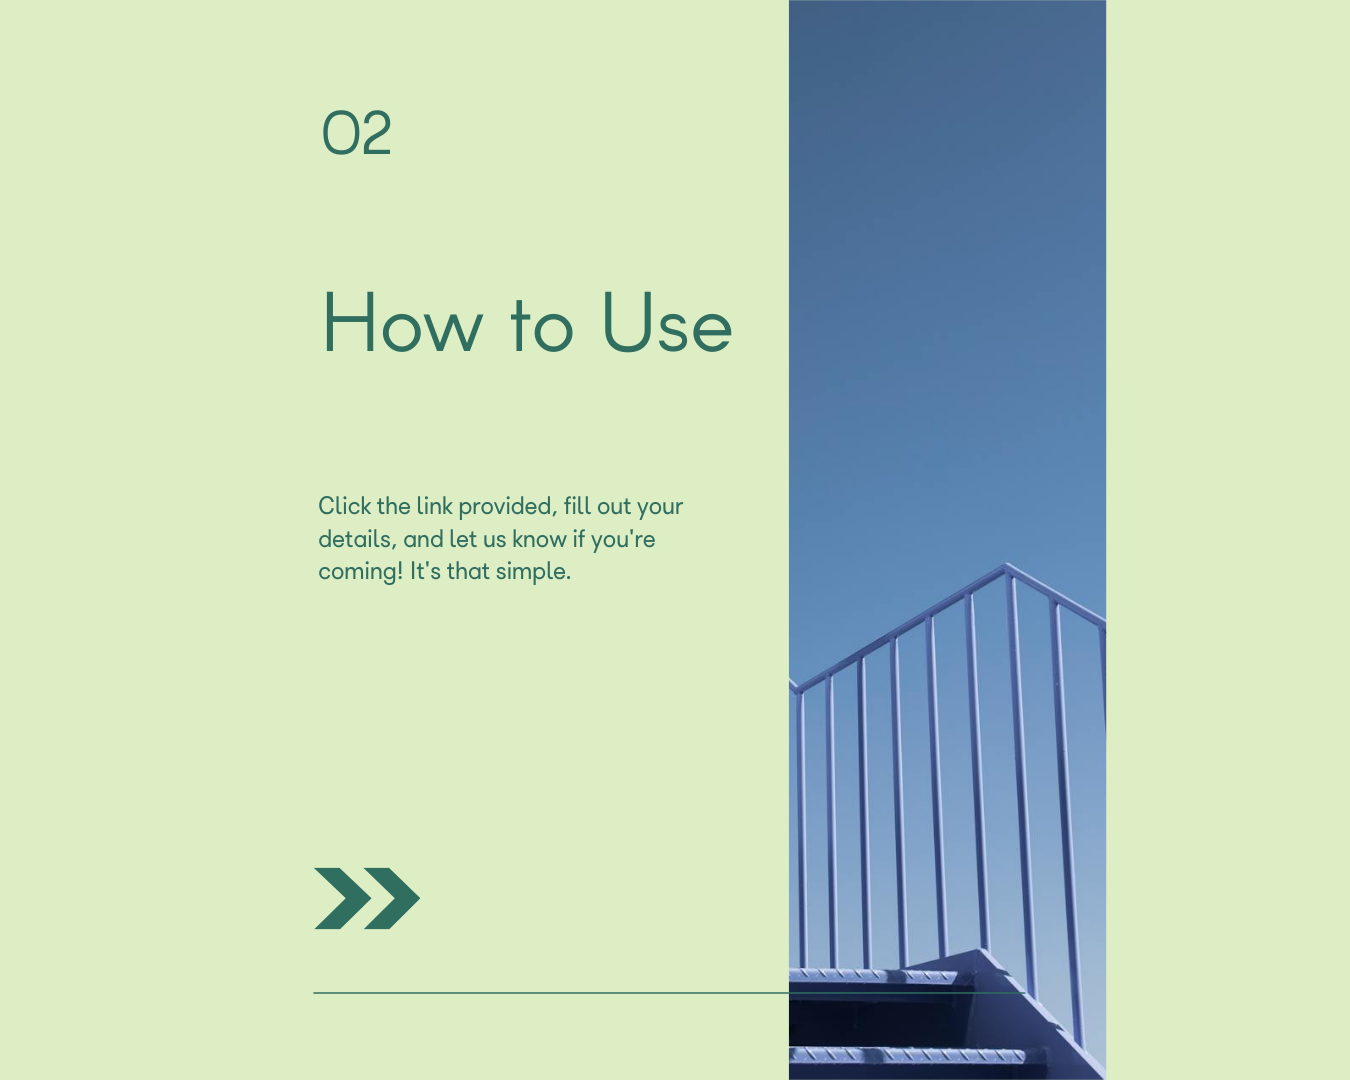 02
How to Use
Click the link provided, fill out your
details, and let us know if you're
coming! It's that simple.